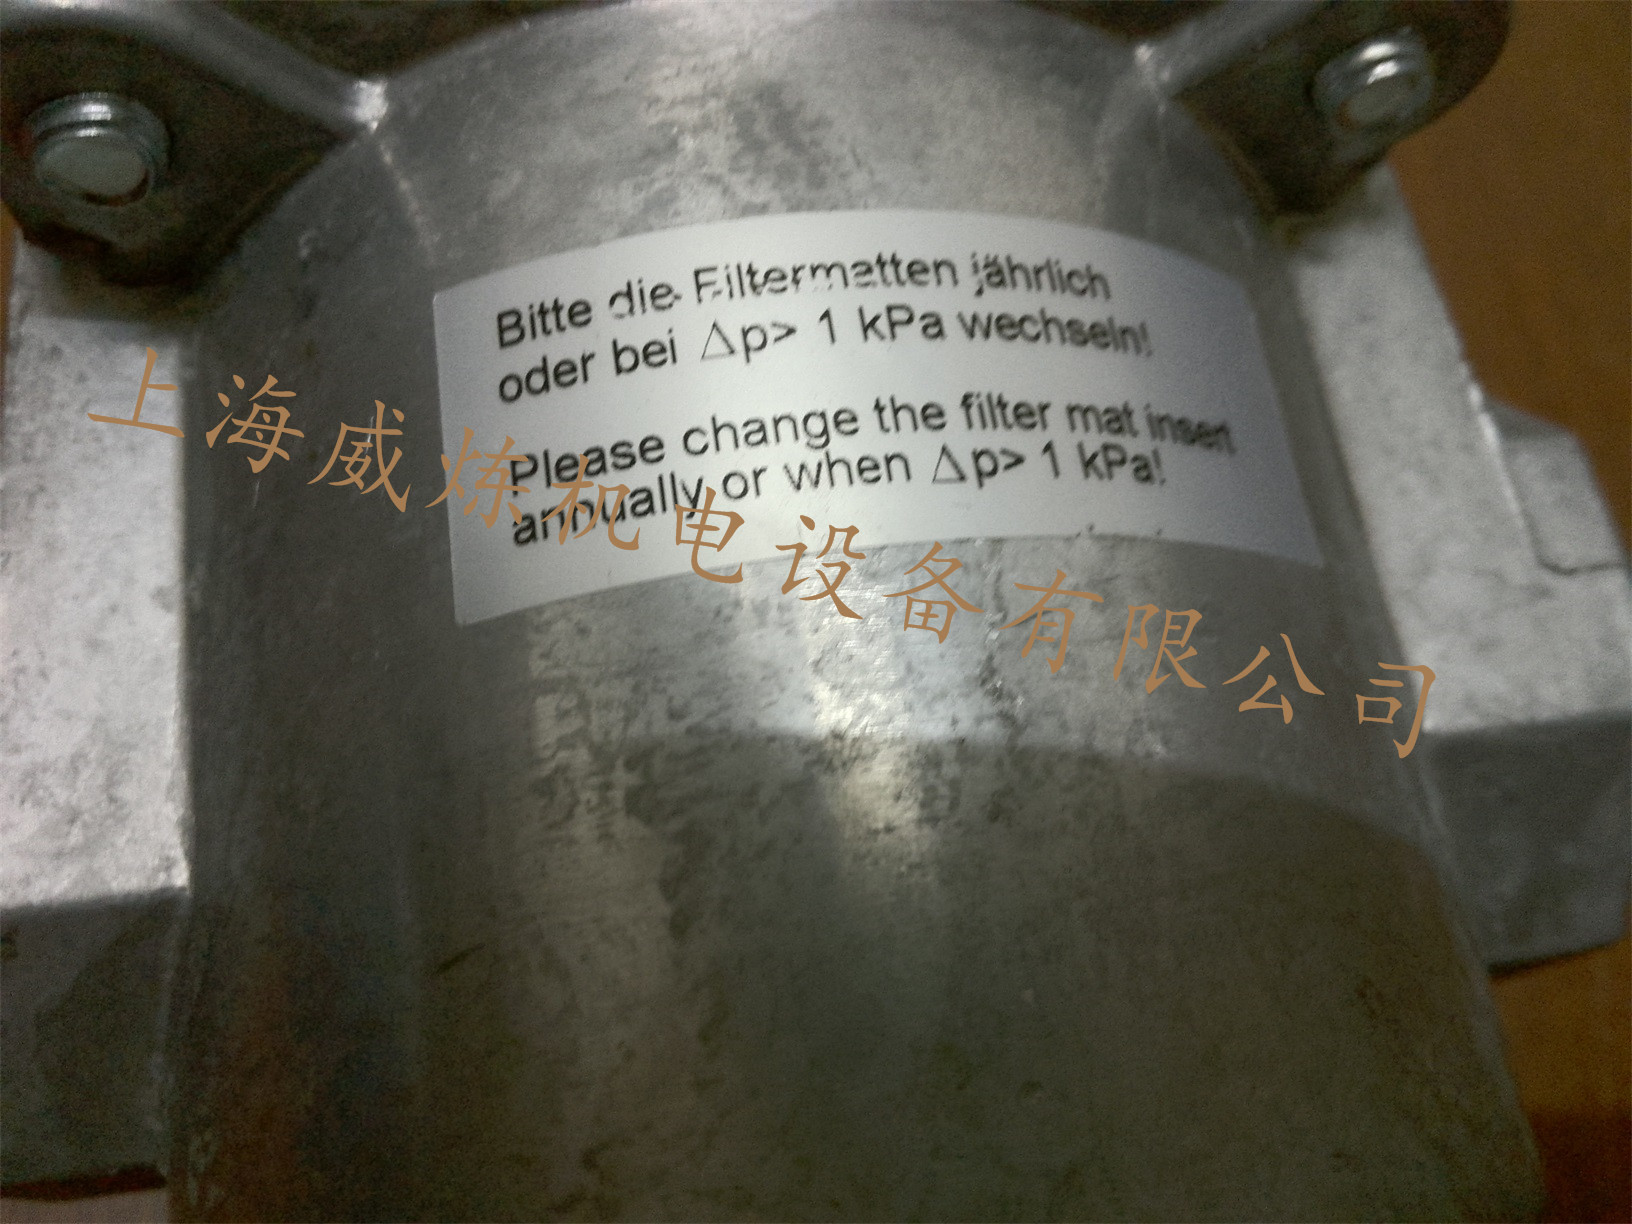 Bitte die Filtermatten jährlich
oder bei Δp> 1 kPa wechseln!
Please change the filter mat insert
annually or when Δp> 1 kPa!
上海威炼机电设备有限公司